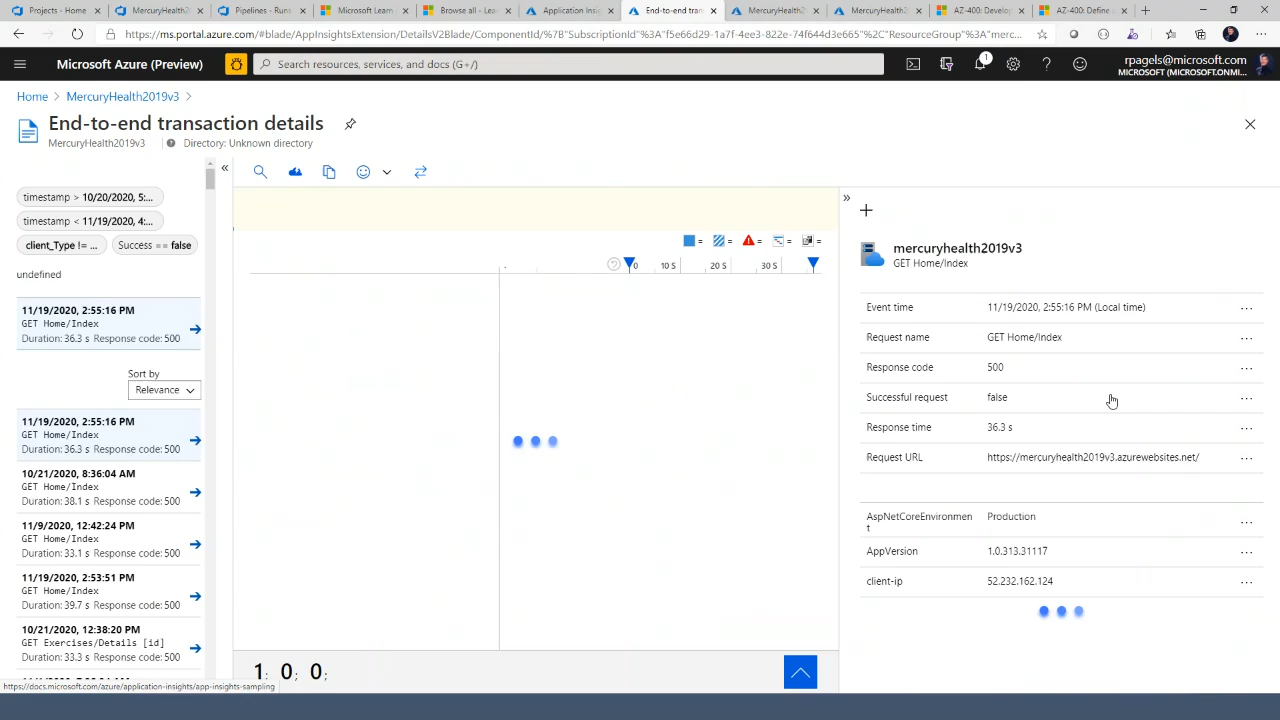 Projects - Home
MercuryHealth2
Pipelines - Runs
Microsoft Learn
Browse all - Lea
Application Insi
End-to-end tran
MercuryHealth2
MercuryHealth2
AZ-400: Develop
AZ-400: Define a
https://ms.portal.azure.com/#blade/AppInsightsExtension/DetailsV2Blade/ComponentId/%7B"SubscriptionId"%3A"f5e66d29-1a7f-4ee3-822e-74f644d3e665"%2C"ResourceGroup"%3A"merc...
Microsoft Azure (Preview)
Search resources, services, and docs (G+/)
1
rpagels@microsoft.com
MICROSOFT (MICROSOFT.ONMI...
Home > MercuryHealth2019v3 >
End-to-end transaction details
MercuryHealth2019v3
Directory: Unknown directory
timestamp > 10/20/2020, 5:...
timestamp < 11/19/2020, 4:...
client_Type != ...
Success == false
undefined
11/19/2020, 2:55:16 PM
GET Home/Index
Duration: 36.3 s Response code: 500
Sort by
Relevance
11/19/2020, 2:55:16 PM
GET Home/Index
Duration: 36.3 s Response code: 500
10/21/2020, 8:36:04 AM
GET Home/Index
Duration: 38.1 s Response code: 500
11/9/2020, 12:42:24 PM
GET Home/Index
Duration: 33.1 s Response code: 500
11/19/2020, 2:53:51 PM
GET Home/Index
Duration: 39.7 s Response code: 500
10/21/2020, 12:38:20 PM
GET Exercises/Details [id]
Duration: 33.3 s Response code: 500
https://docs.microsoft.com/azure/application-insights/app-insights-sampling
= = = = =
0 10 S 20 S 30 S
1; 0; 0;
mercuryhealth2019v3
GET Home/Index
Event time 11/19/2020, 2:55:16 PM (Local time) ...
Request name GET Home/Index ...
Response code 500 ...
Successful request false ...
Response time 36.3 s ...
Request URL https://mercuryhealth2019v3.azurewebsites.net/ ...
AspNetCoreEnvironmen Production ...
t
AppVersion 1.0.313.31117 ...
client-ip 52.232.162.124 ...